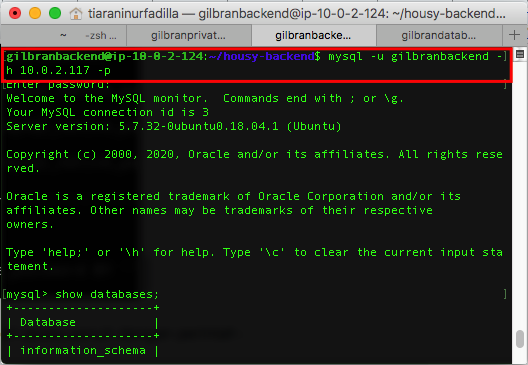 tiaraninurfadilla — gilbranbackend@ip-10-0-2-124: ~/housy-backend...
~ -zsh gilbranprivat... gilbranbacke... gilbrandatab... +
gilbranbackend@ip-10-0-2-124:~/housy-backend$ mysql -u gilbranbackend -
h 10.0.2.117 -p
Enter password:
Welcome to the MySQL monitor.  Commands end with ; or \g.
Your MySQL connection id is 3
Server version: 5.7.32-0ubuntu0.18.04.1 (Ubuntu)
Copyright (c) 2000, 2020, Oracle and/or its affiliates. All rights rese
rved.
Oracle is a registered trademark of Oracle Corporation and/or its
affiliates. Other names may be trademarks of their respective
owners.
Type 'help;' or '\h' for help. Type '\c' to clear the current input sta
tement.
[mysql> show databases; ]
+--------------------+
| Database           |
+--------------------+
| information_schema |